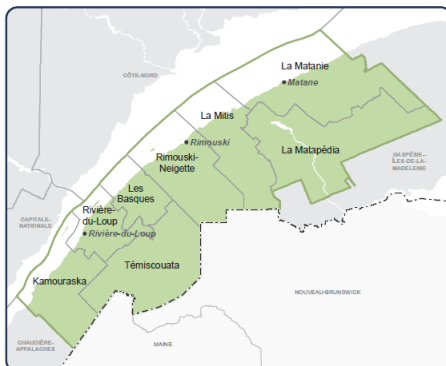 La Matanie
CÔTE-NORD
Matane
La Mitis
Rimouski
La Matapédia
Rimouski-
Neigette
GASPÉSIE–
ÎLES-DE-LA-
MADELEINE
Les
Basques
CAPITALE-
NATIONALE
Rivière-
du-Loup
Rivière-du-Loup
Témiscouata
Kamouraska
NOUVEAU-BRUNSWICK
CHAUDIÈRE-
APPALACHES
MAINE